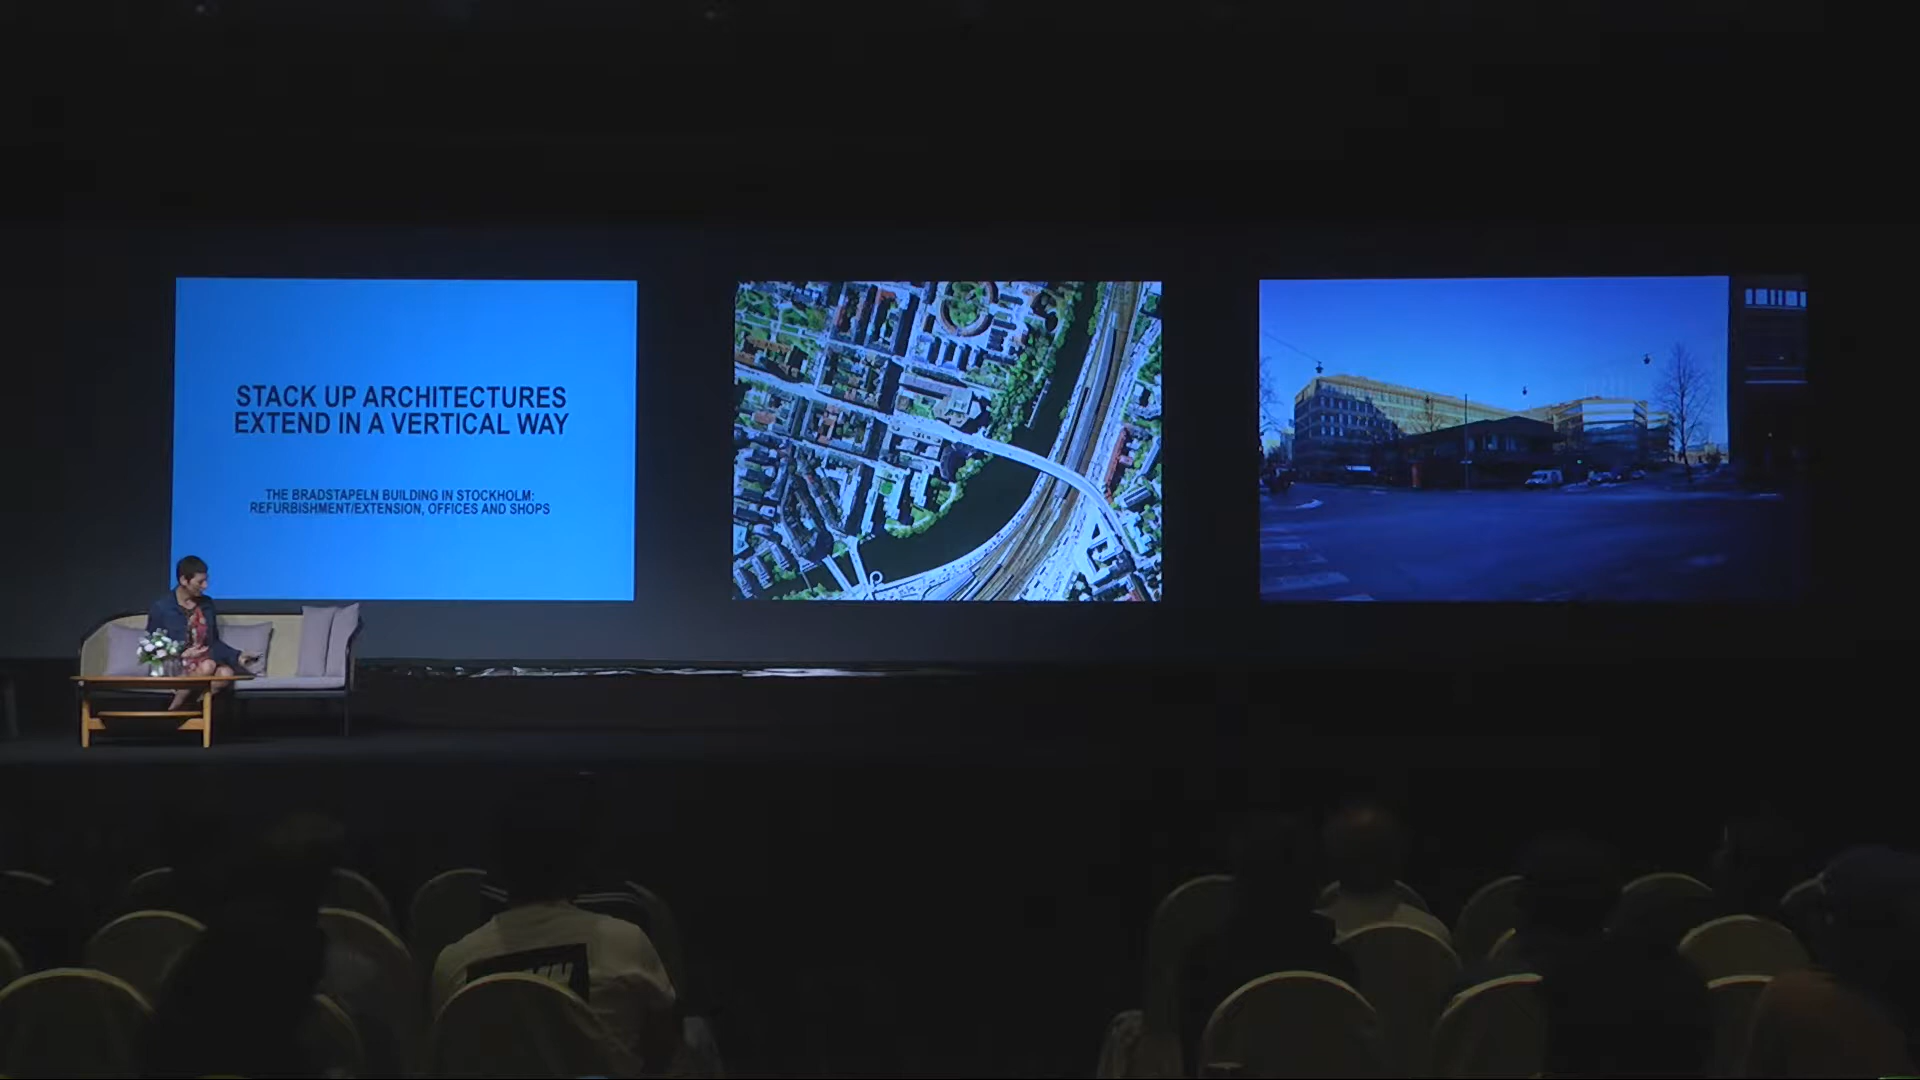 STACK UP ARCHITECTURES
EXTEND IN A VERTICAL WAY
THE BRADSTAPELN BUILDING IN STOCKHOLM:
REFURBISHMENT/EXTENSION, OFFICES AND SHOPS